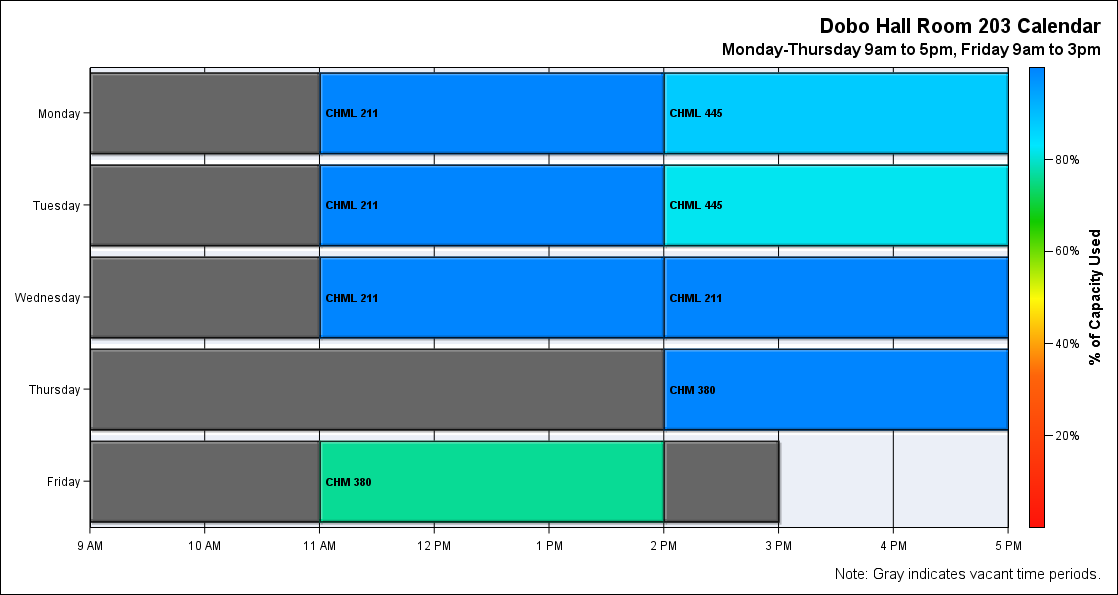 Dobo Hall Room 203 Calendar
Monday-Thursday 9am to 5pm, Friday 9am to 3pm
Monday
CHML 211
CHML 445
Tuesday
CHML 211
CHML 445
Wednesday
CHML 211
CHML 211
Thursday
CHM 380
Friday
CHM 380
9 AM
10 AM
11 AM
12 PM
1 PM
2 PM
3 PM
4 PM
5 PM
80%
60%
40%
20%
% of Capacity Used
Note: Gray indicates vacant time periods.